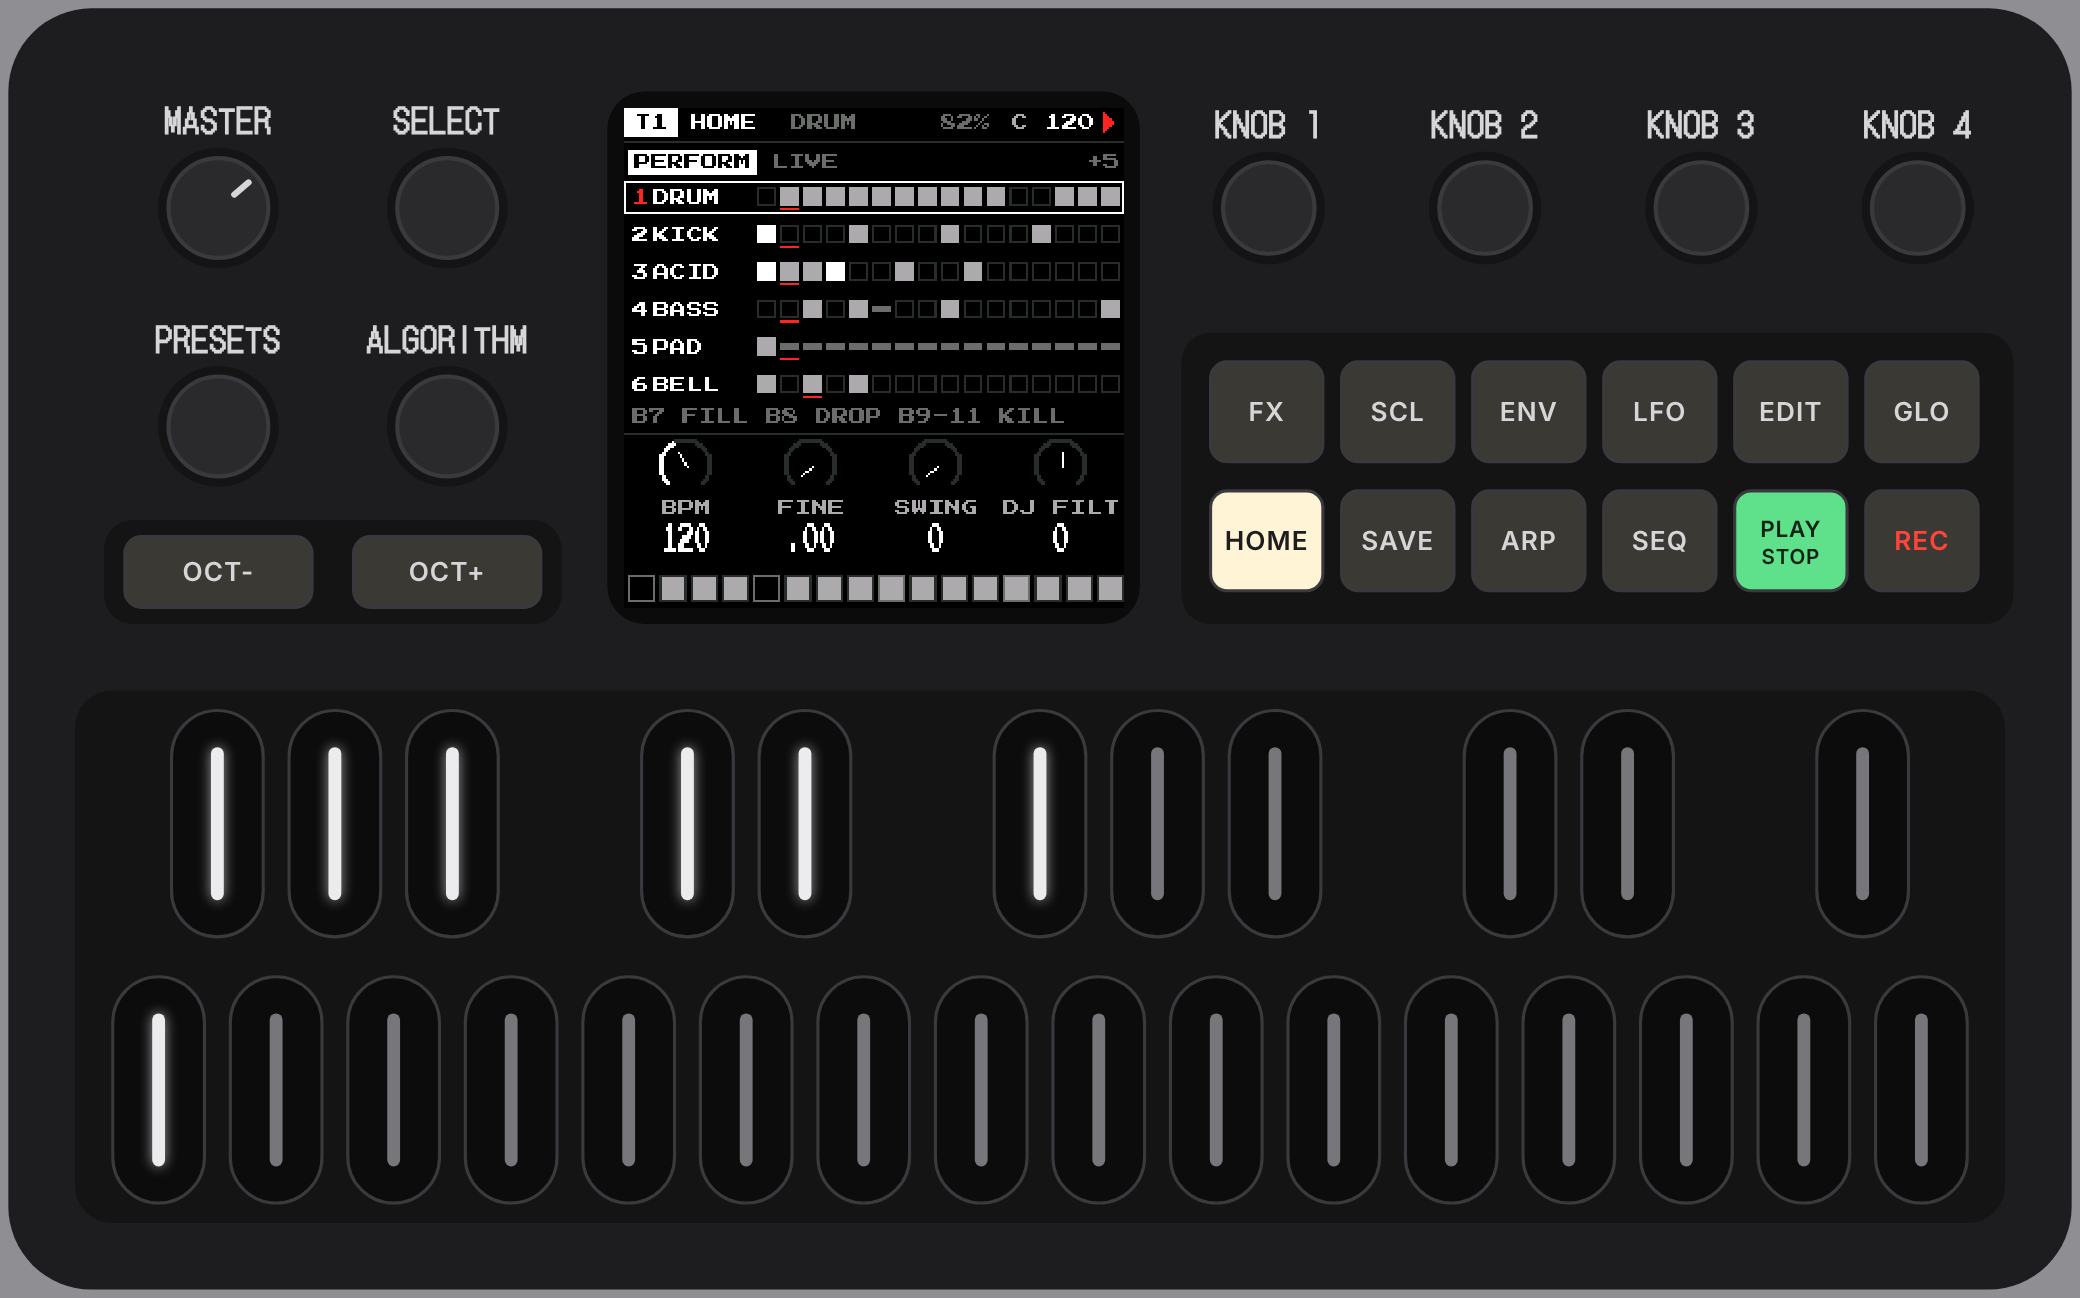 MASTER SELECT
PRESETS ALGORITHM
OCT- OCT+
T1 HOME DRUM 82% C 120
PERFORM LIVE +5
1 DRUM
2 KICK
3 ACID
4 BASS
5 PAD
6 BELL
B7 FILL B8 DROP B9-11 KILL
BPM FINE SWING DJ FILT
120 .00 0 0
KNOB 1 KNOB 2 KNOB 3 KNOB 4
FX SCL ENV LFO EDIT GLO
HOME SAVE ARP SEQ PLAY STOP REC